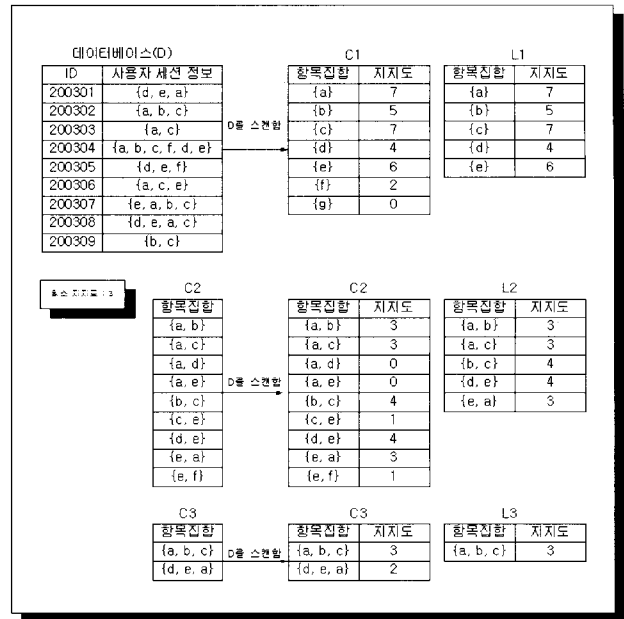 데이터베이스(D)
ID 사용자 세션 정보
200301 {d, e, a}
200302 {a, b, c}
200303 {a, c}
200304 {a, b, c, f, d, e}
200305 {d, e, f}
200306 {a, c, e}
200307 {e, a, b, c}
200308 {d, e, a, c}
200309 {b, c}
D를 스캔함
C1
항목집합 지지도
{a} 7
{b} 5
{c} 7
{d} 4
{e} 6
{f} 2
{g} 0
L1
항목집합 지지도
{a} 7
{b} 5
{c} 7
{d} 4
{e} 6
최소 지지도 : 3
C2
항목집합
{a, b}
{a, c}
{a, d}
{a, e}
{b, c}
{c, e}
{d, e}
{e, a}
{e, f}
D를 스캔함
C2
항목집합 지지도
{a, b} 3
{a, c} 3
{a, d} 0
{a, e} 0
{b, c} 4
{c, e} 1
{d, e} 4
{e, a} 3
{e, f} 1
L2
항목집합 지지도
{a, b} 3
{a, c} 3
{b, c} 4
{d, e} 4
{e, a} 3
C3
항목집합
{a, b, c}
{d, e, a}
D를 스캔함
C3
항목집합 지지도
{a, b, c} 3
{d, e, a} 2
L3
항목집합 지지도
{a, b, c} 3